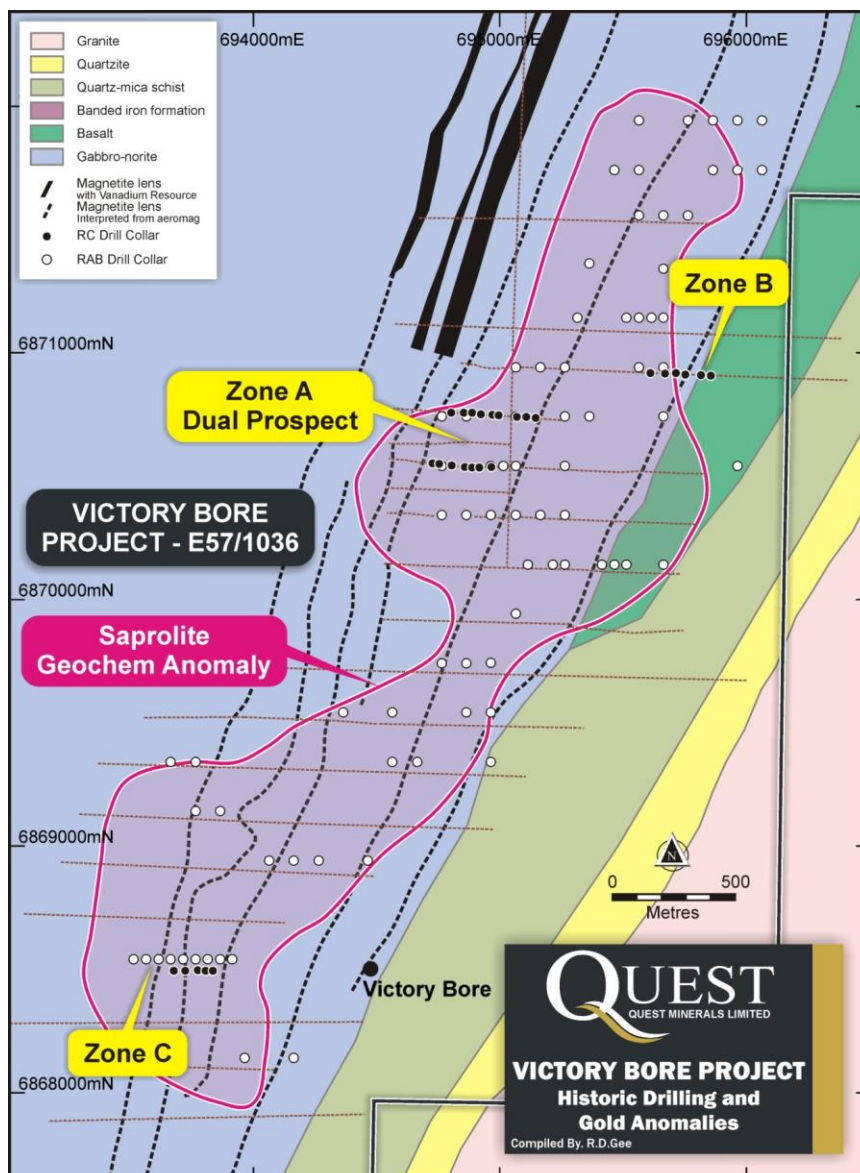 694000mE
695000mE
696000mE
Granite
Quartzite
Quartz-mica schist
Banded iron formation
Basalt
Gabbro-norite
Magnetite lens
with Vanadium Resource
Magnetite lens
Interpreted from aeromag
RC Drill Collar
RAB Drill Collar
Zone B
6871000mN
Zone A
Dual Prospect
VICTORY BORE
PROJECT - E57/1036
6870000mN
Saprolite
Geochem Anomaly
6869000mN
N
0
500
Metres
Victory Bore
Zone C
6868000mN
QUEST
QUEST MINERALS LIMITED
VICTORY BORE PROJECT
Historic Drilling and
Gold Anomalies
Compiled By. R.D.Gee